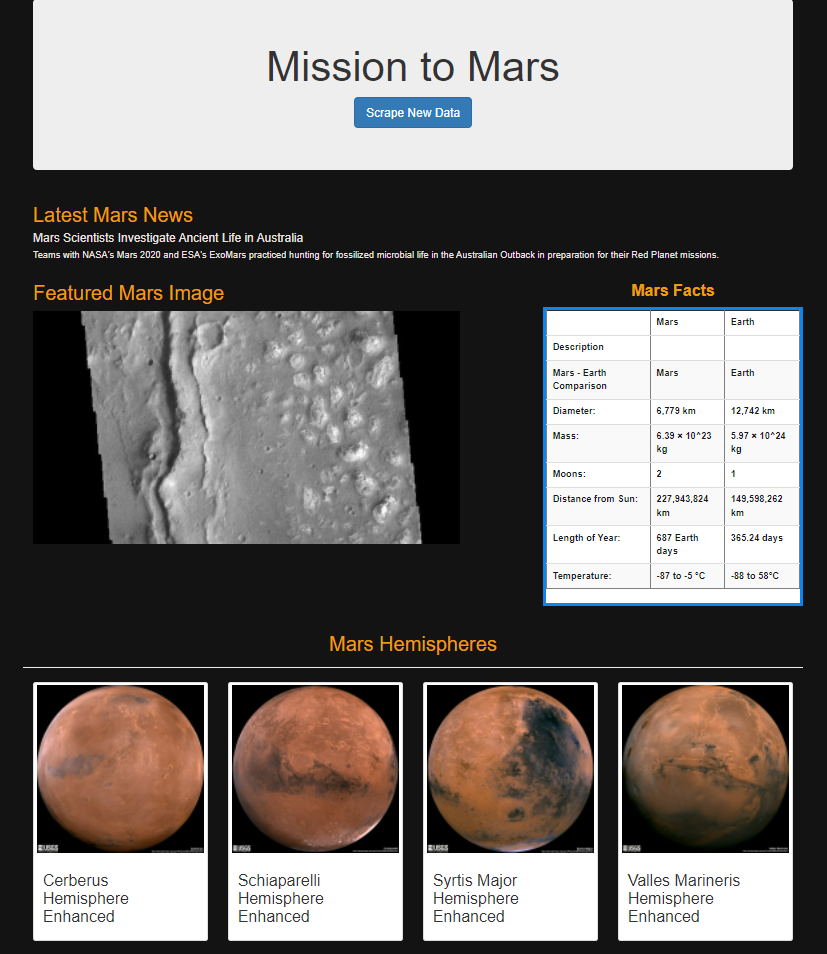 Mission to Mars
Scrape New Data
Latest Mars News
Mars Scientists Investigate Ancient Life in Australia
Teams with NASA's Mars 2020 and ESA's ExoMars practiced hunting for fossilized microbial life in the Australian Outback in preparation for their Red Planet missions.
Featured Mars Image
Mars Facts
Mars Earth
Description
Mars - Earth
Comparison
Mars Earth
Diameter: 6,779 km 12,742 km
Mass: 6.39 × 10^23
kg
5.97 × 10^24
kg
Moons: 2 1
Distance from Sun: 227,943,824
km
149,598,262
km
Length of Year: 687 Earth
days
365.24 days
Temperature: -87 to -5 °C -88 to 58°C
Mars Hemispheres
USGS
USGS
USGS
USGS
Cerberus
Hemisphere
Enhanced
Schiaparelli
Hemisphere
Enhanced
Syrtis Major
Hemisphere
Enhanced
Valles Marineris
Hemisphere
Enhanced